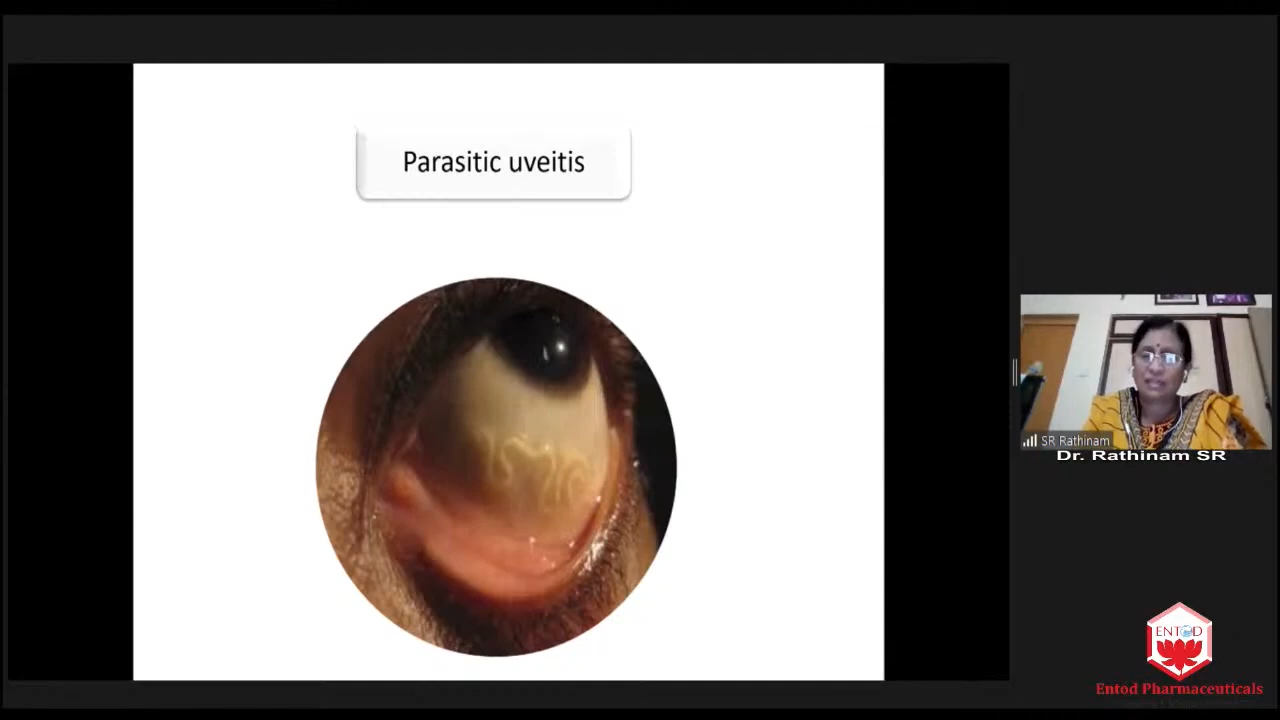 Parasitic uveitis
SR Rathinam
Dr. Rathinam SR
ENTOD
Entod Pharmaceuticals